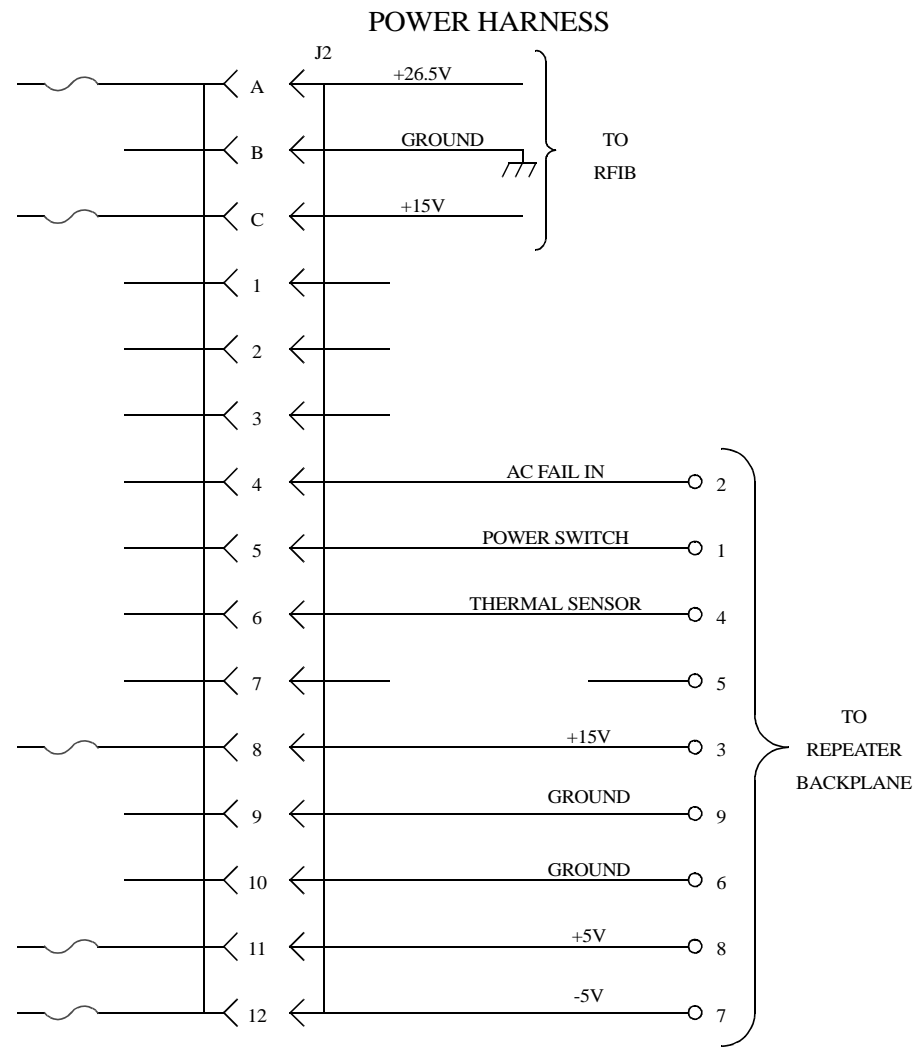 POWER HARNESS
J2
A +26.5V
B GROUND
TO
RFIB
C +15V
1
2
3
4 AC FAIL IN 2
5 POWER SWITCH 1
6 THERMAL SENSOR 4
7 5
8 +15V 3
TO
REPEATER
BACKPLANE
9 GROUND 9
10 GROUND 6
11 +5V 8
12 -5V 7